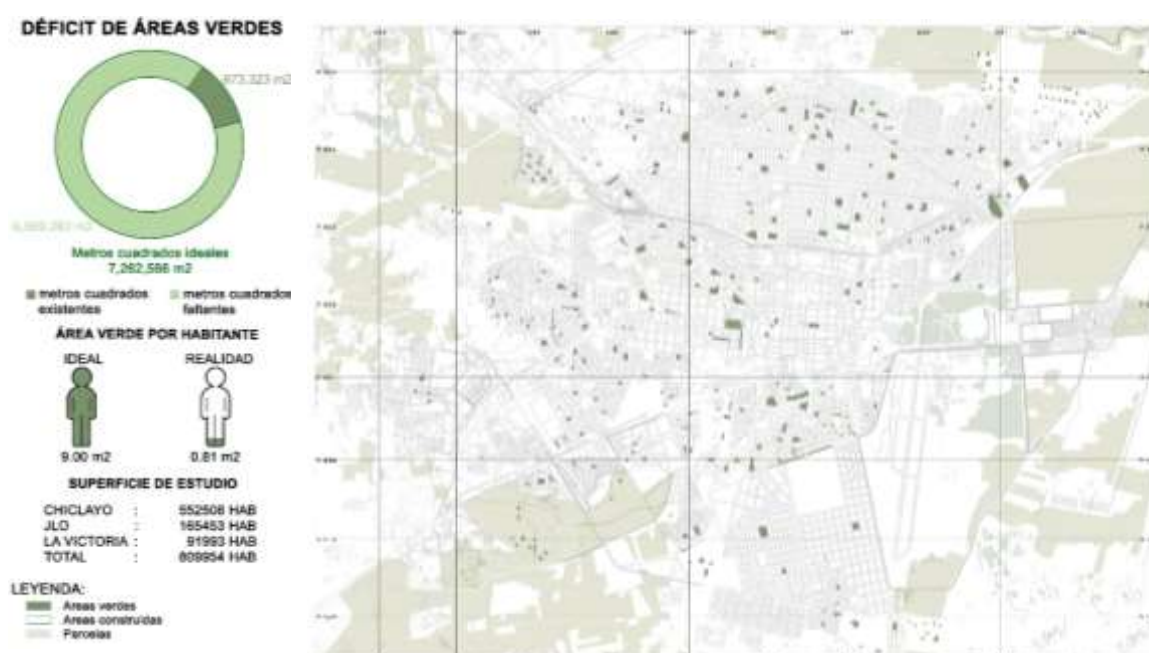 DÉFICIT DE ÁREAS VERDES
673.323 m2
Metros cuadrados ideales
7,262,586 m2
metros cuadrados existentes
metros cuadrados faltantes
ÁREA VERDE POR HABITANTE
IDEAL REALIDAD
9.00 m2 0.81 m2
SUPERFICIE DE ESTUDIO
CHICLAYO : 552508 HAB
JLO : 165453 HAB
LA VICTORIA : 91993 HAB
TOTAL : 809954 HAB
LEYENDA:
Areas verdes
Areas construídas
Parcelas